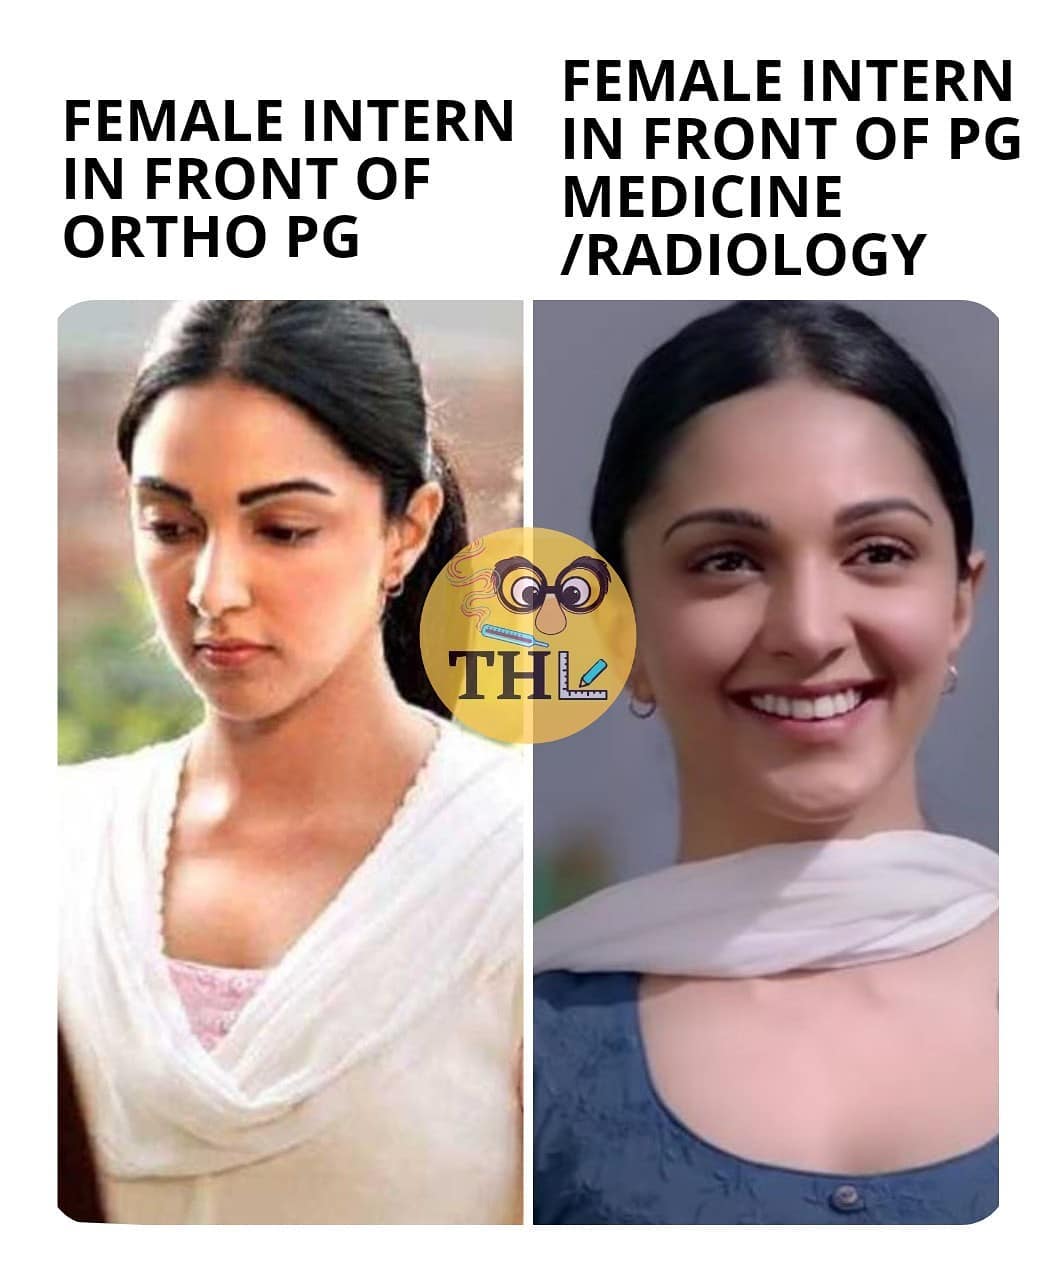 FEMALE INTERN
IN FRONT OF
ORTHO PG
FEMALE INTERN
IN FRONT OF PG
MEDICINE
/RADIOLOGY
THL